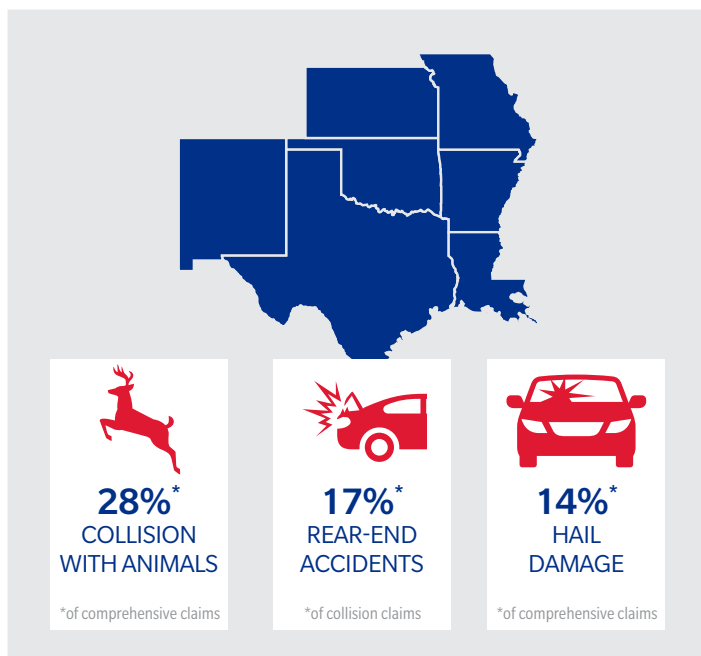 28%*
COLLISION
WITH ANIMALS
*of comprehensive claims
17%*
REAR-END
ACCIDENTS
*of collision claims
14%*
HAIL
DAMAGE
*of comprehensive claims